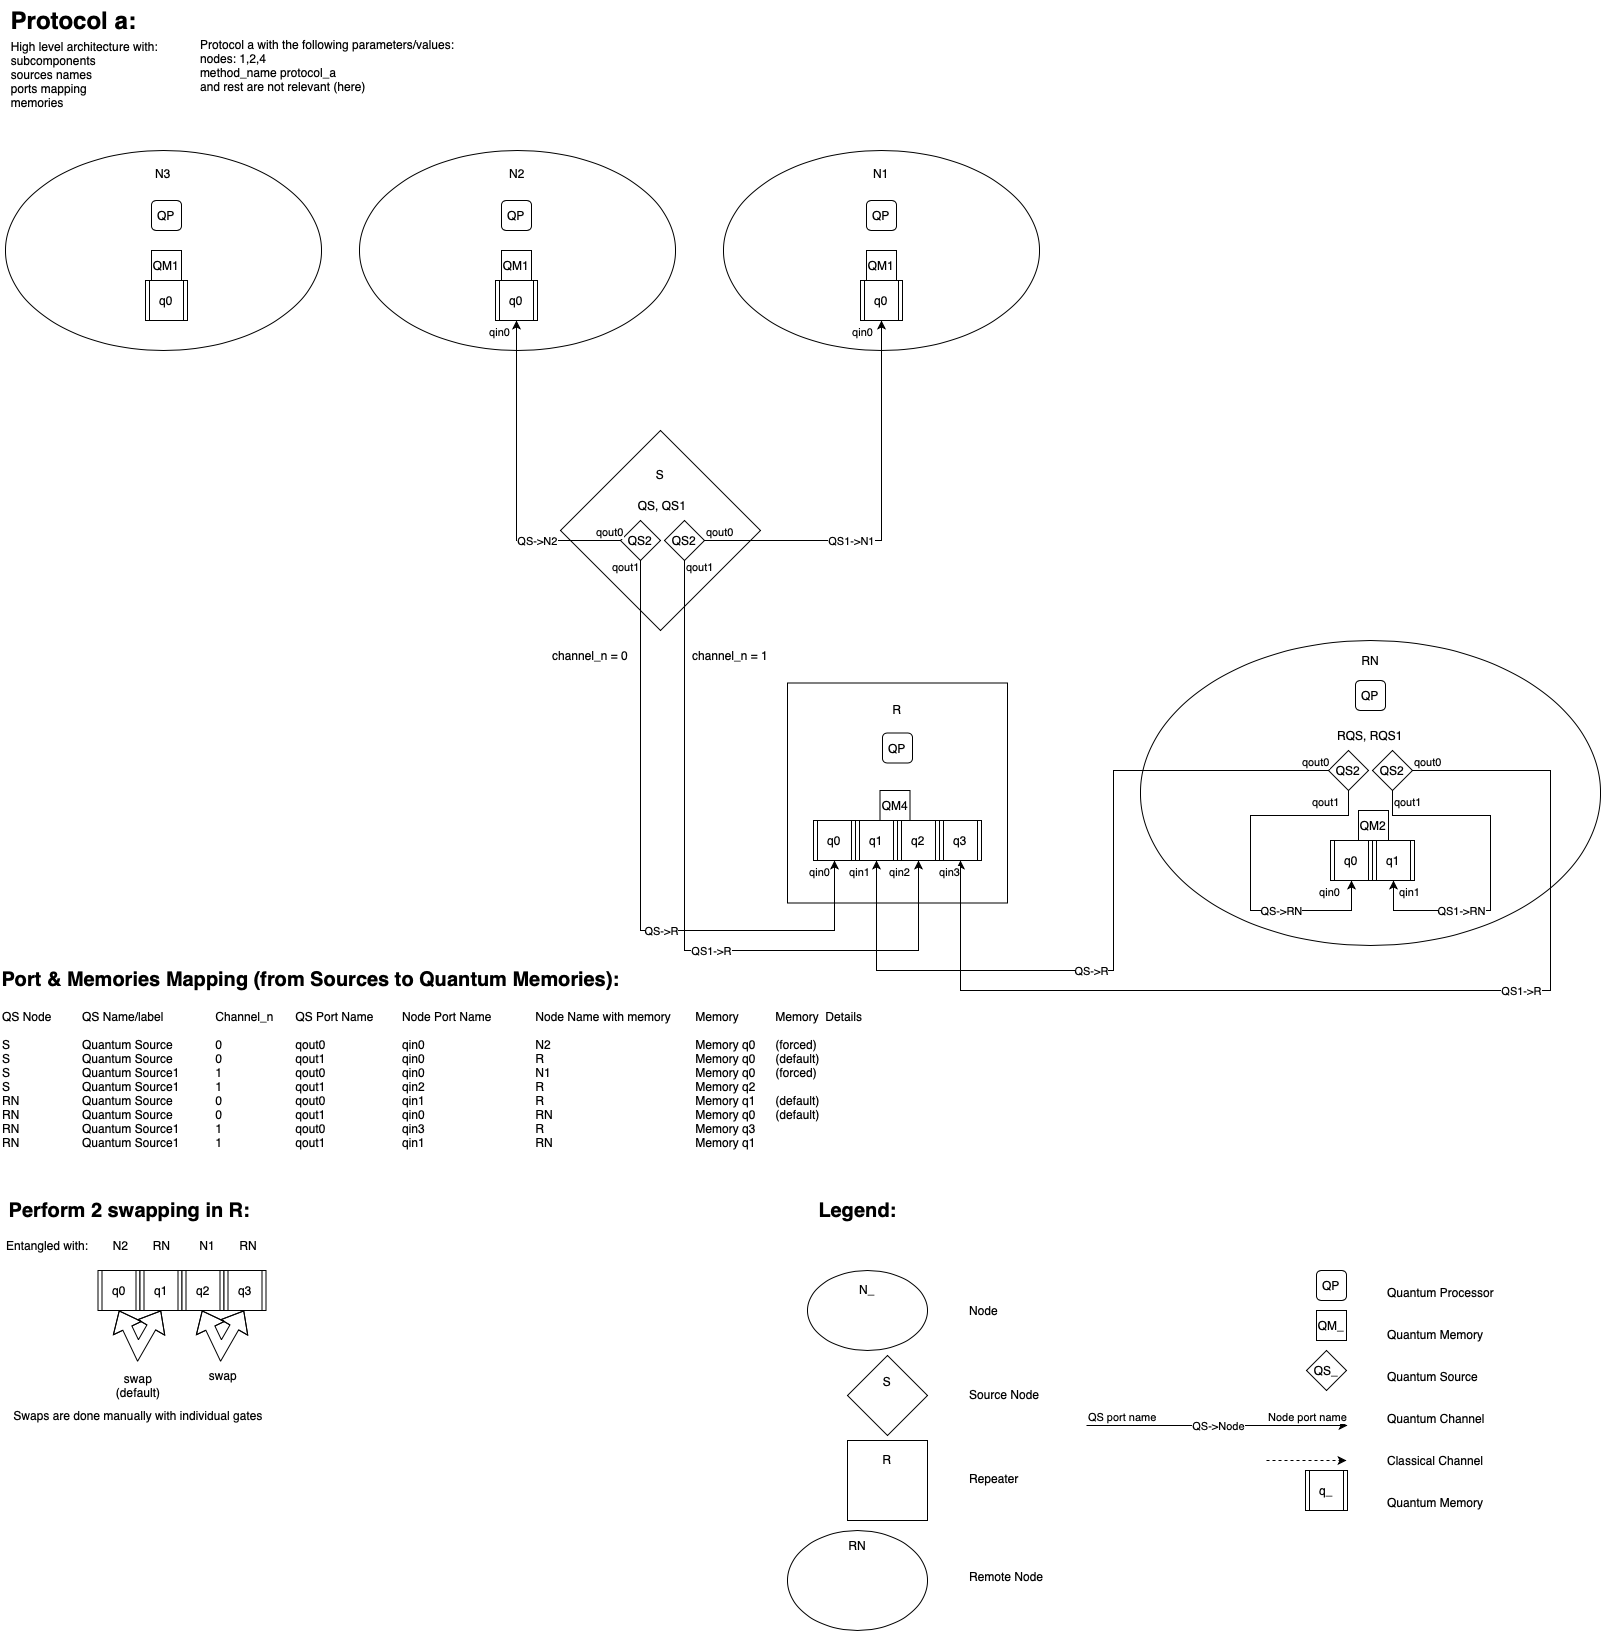 Protocol a:
High level architecture with:
subcomponents
sources names
ports mapping
memories
Protocol a with the following parameters/values:
nodes: 1,2,4
method_name protocol_a
and rest are not relevant (here)
N3
QP
QM1
q0
N2
QP
QM1
q0
qin0
N1
QP
QM1
q0
qin0
S
QS, QS1
qout0
QS2
QS2
qout0
QS->N2
QS1->N1
qout1
qout1
channel_n = 0
channel_n = 1
R
QP
QM4
q0
q1
q2
q3
qin0
qin1
qin2
qin3
RN
QP
RQS, RQS1
qout0
QS2
QS2
qout0
qout1
qout1
QM2
q0
q1
qin0
qin1
QS->RN
QS1->RN
QS->R
QS1->R
QS->R
QS1->R
Port & Memories Mapping (from Sources to Quantum Memories):
QS Node QS Name/label Channel_n QS Port Name Node Port Name Node Name with memory Memory Memory Details
S Quantum Source 0 qout0 qin0 N2 Memory q0 (forced)
S Quantum Source 0 qout1 qin0 R Memory q0 (default)
S Quantum Source1 1 qout0 qin0 N1 Memory q0 (forced)
S Quantum Source1 1 qout1 qin2 R Memory q2
RN Quantum Source 0 qout0 qin1 R Memory q1 (default)
RN Quantum Source 0 qout1 qin0 RN Memory q0 (default)
RN Quantum Source1 1 qout0 qin3 R Memory q3
RN Quantum Source1 1 qout1 qin1 RN Memory q1
Perform 2 swapping in R:
Entangled with: N2 RN N1 RN
q0
q1
q2
q3
swap
(default)
swap
Swaps are done manually with individual gates
Legend:
N_
Node
S
Source Node
R
Repeater
RN
Remote Node
QP
Quantum Processor
QM_
Quantum Memory
QS_
Quantum Source
QS port name
QS->Node
Node port name
Quantum Channel
Classical Channel
q_
Quantum Memory